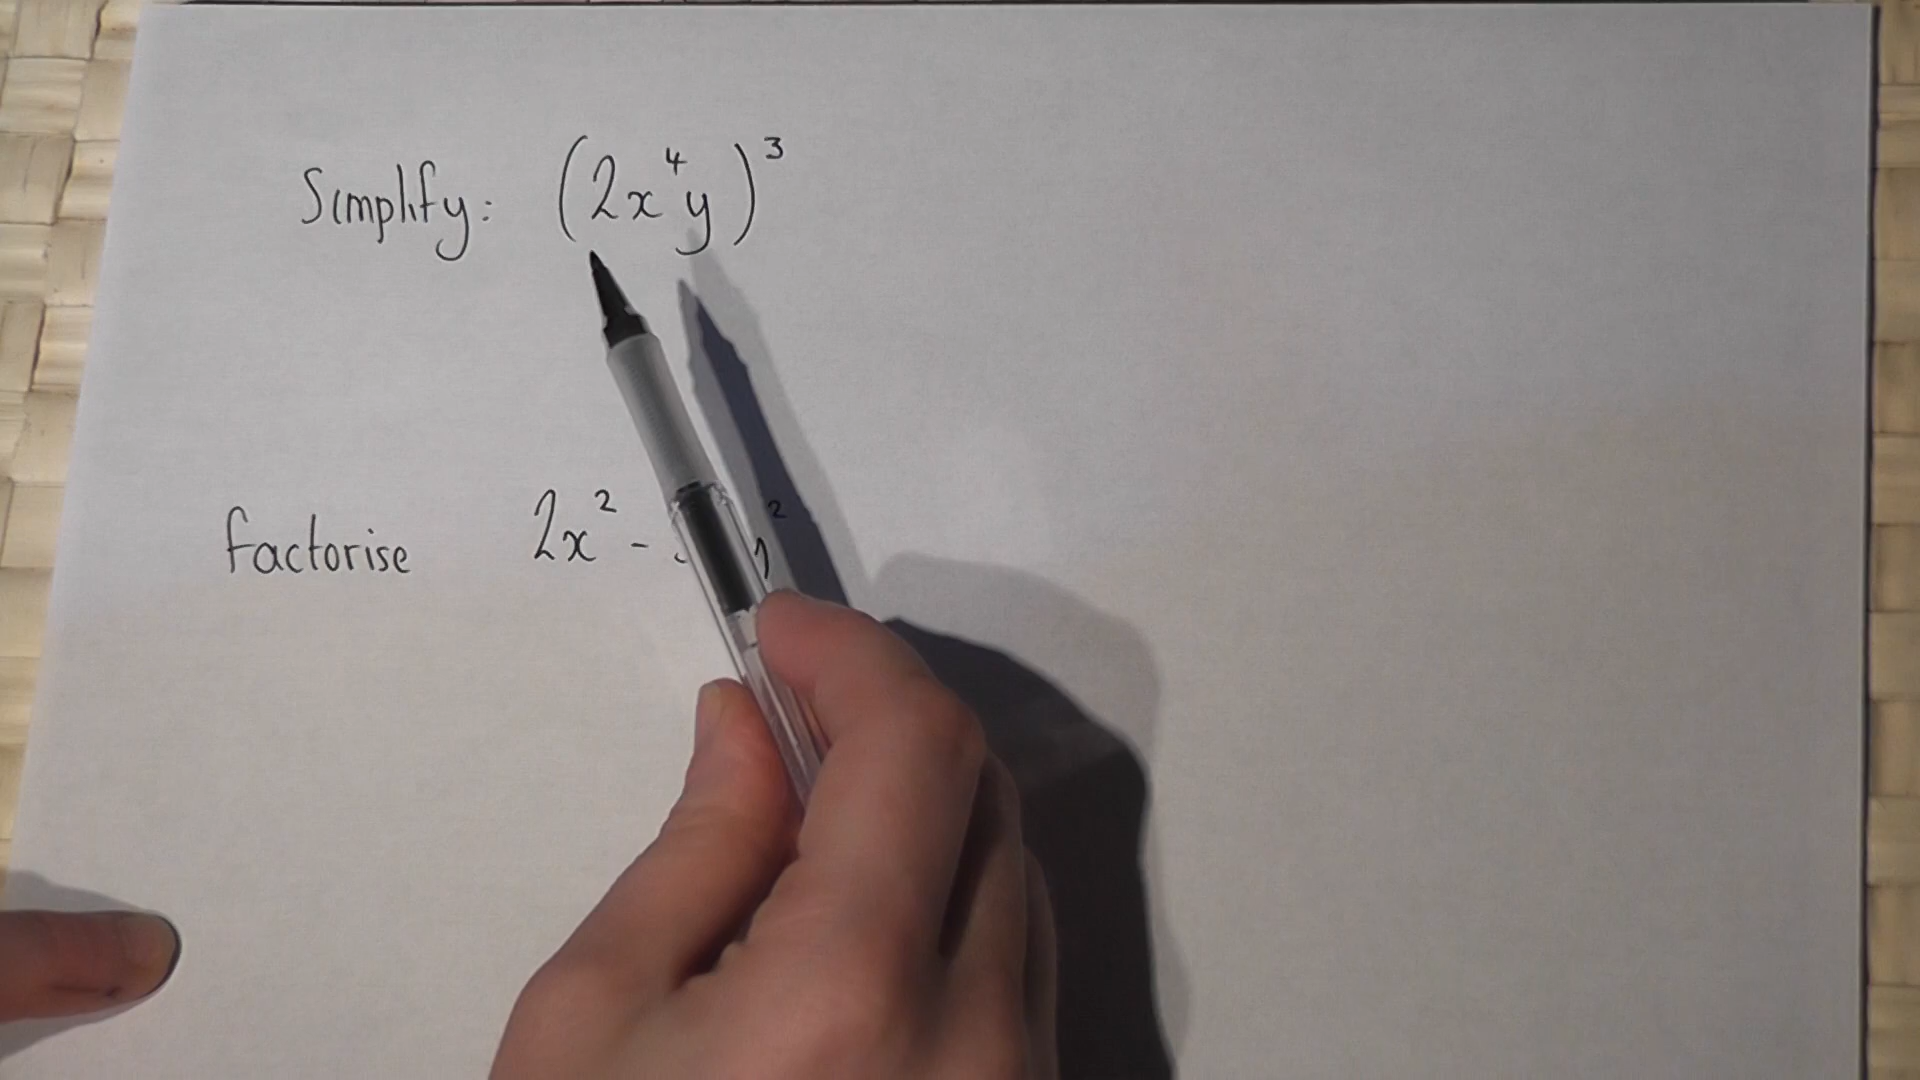 Simplify: (2x⁴y)³
factorise 2x² -